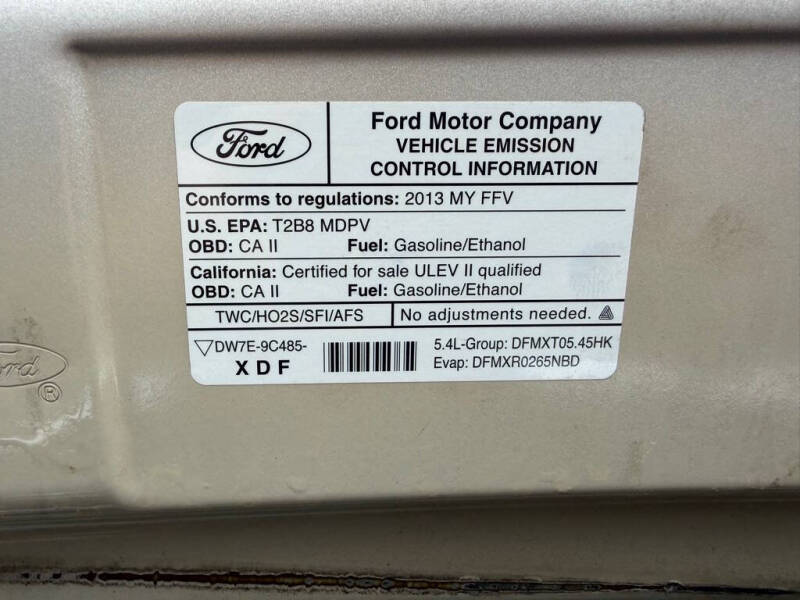 Ford
Ford Motor Company
VEHICLE EMISSION
CONTROL INFORMATION
Conforms to regulations: 2013 MY FFV
U.S. EPA: T2B8 MDPV
OBD: CA II Fuel: Gasoline/Ethanol
California: Certified for sale ULEV II qualified
OBD: CA II Fuel: Gasoline/Ethanol
TWC/HO2S/SFI/AFS No adjustments needed.
DW7E-9C485-
XDF
5.4L-Group: DFMXT05.45HK
Evap: DFMXR0265NBD
Ford ®